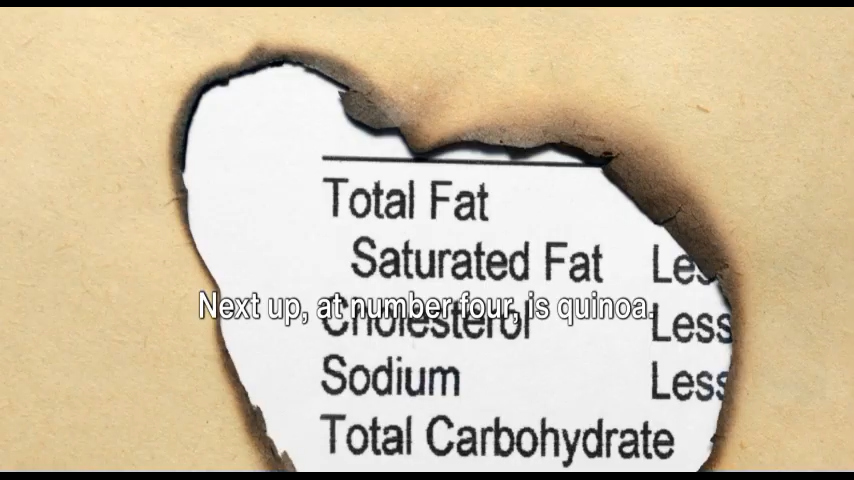 Total Fat
Saturated Fat Les
Next up, at number four, is quinoa.
Cholesterol Less
Sodium Less
Total Carbohydrate